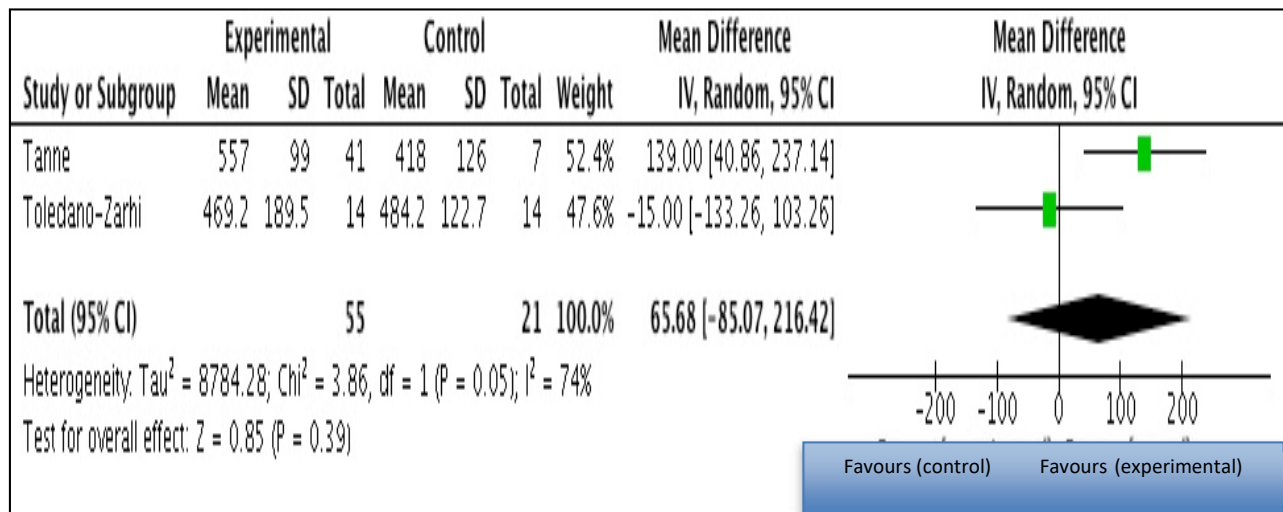 Experimental Control Mean Difference Mean Difference
Study or Subgroup Mean SD Total Mean SD Total Weight IV, Random, 95% CI IV, Random, 95% CI
Tanne 557 99 41 418 126 7 52.4% 139.00 [40.86, 237.14]
Toledano-Zarhi 469.2 189.5 14 484.2 122.7 14 47.6% -15.00 [-133.26, 103.26]
Total (95% CI) 55 21 100.0% 65.68 [-85.07, 216.42]
Heterogeneity: Tau² = 8784.28; Chi² = 3.86, df = 1 (P = 0.05); I² = 74%
Test for overall effect: Z = 0.85 (P = 0.39)
-200 -100 0 100 200
Favours (control) Favours (experimental)